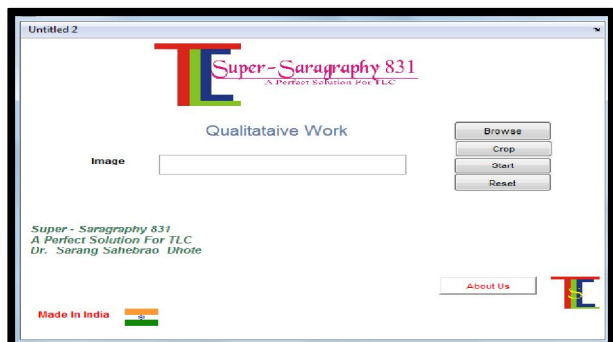 Untitled 2
TLC
Super-Saragraphy 831
A Perfect Solution For TLC
Qualitataive Work
Browse
Crop
Image
Start
Reset
Super - Saragraphy 831
A Perfect Solution For TLC
Dr. Sarang Sahebrao Dhote
About Us
Made In India